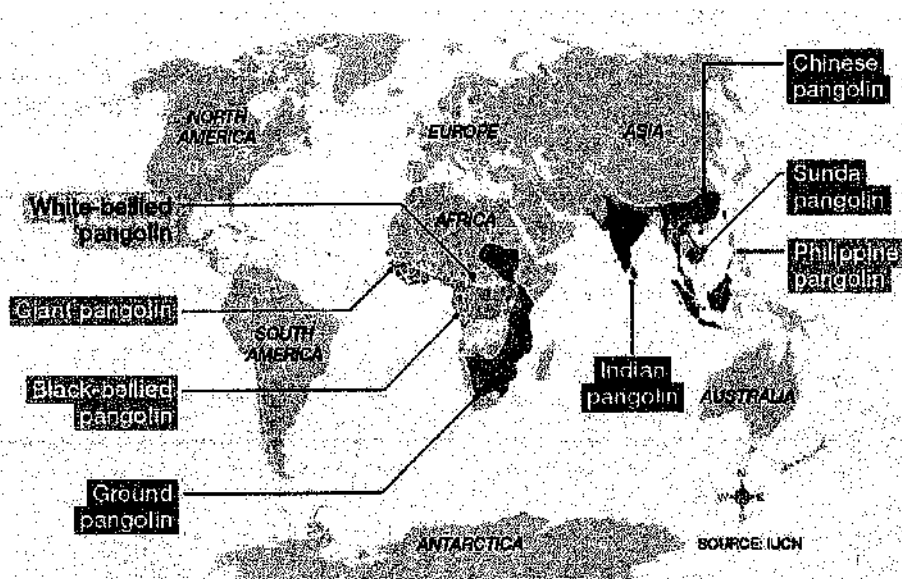 Chinese
pangolin
NORTH
AMERICA
EUROPE
ASIA
Sunda
pangolin
White-bellied
pangolin
AFRICA
Philippine
pangolin
Giant pangolin
SOUTH
AMERICA
Indian
pangolin
Black-bellied
pangolin
AUSTRALIA
Ground
pangolin
N
W E
S
ANTARCTICA
SOURCE: IUCN